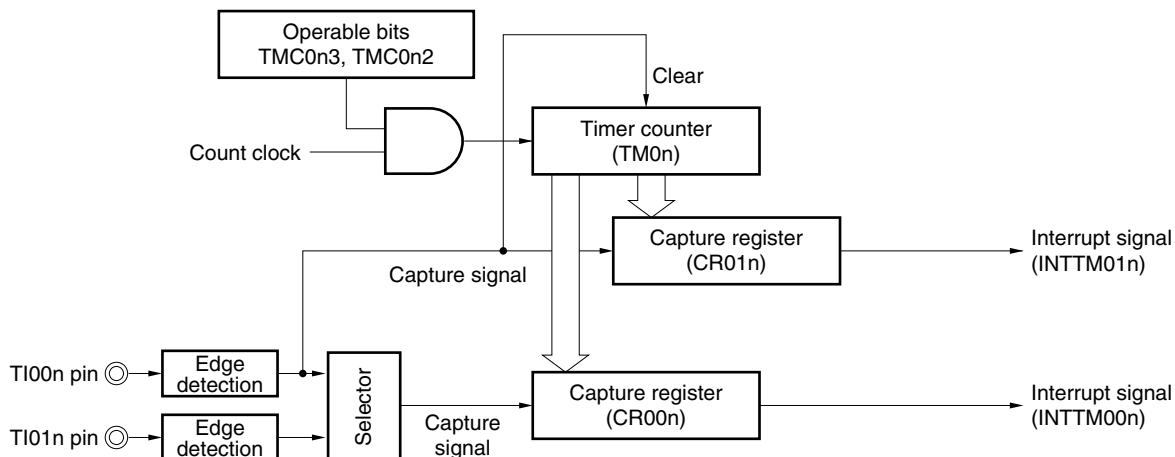 Operable bits
TMC0n3, TMC0n2
Clear
Timer counter
(TM0n)
Count clock
Capture register
(CR01n)
Interrupt signal
(INTTM01n)
Capture signal
TI00n pin
Edge
detection
Selector
Capture register
(CR00n)
Interrupt signal
(INTTM00n)
TI01n pin
Edge
detection
Capture
signal